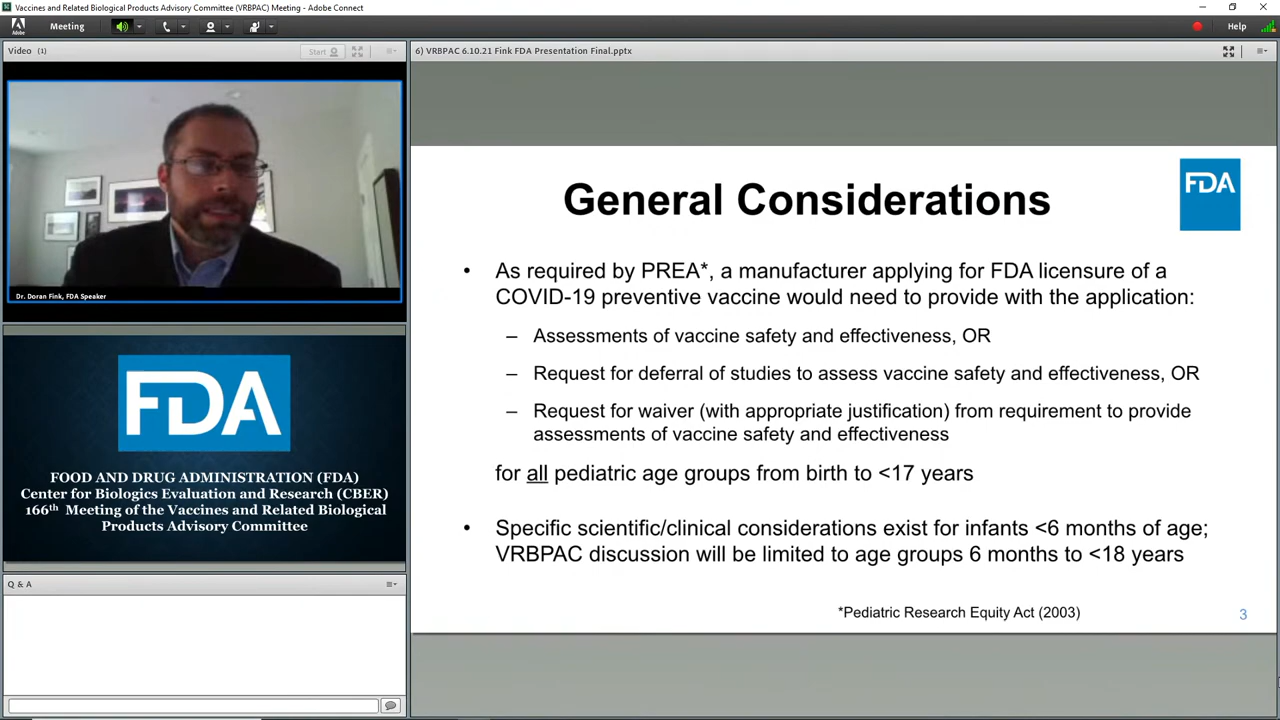 Vaccines and Related Biological Products Advisory Committee (VRBPAC) Meeting - Adobe Connect
Adobe
Meeting
Help
Video (1)
Start
Dr. Doran Fink, FDA Speaker
FDA
FOOD AND DRUG ADMINISTRATION (FDA)
Center for Biologics Evaluation and Research (CBER)
166th Meeting of the Vaccines and Related Biological
Products Advisory Committee
Q & A
6) VRBPAC 6.10.21 Fink FDA Presentation Final.pptx
General Considerations
FDA
• As required by PREA*, a manufacturer applying for FDA licensure of a
COVID-19 preventive vaccine would need to provide with the application:
– Assessments of vaccine safety and effectiveness, OR
– Request for deferral of studies to assess vaccine safety and effectiveness, OR
– Request for waiver (with appropriate justification) from requirement to provide
assessments of vaccine safety and effectiveness
for all pediatric age groups from birth to <17 years
• Specific scientific/clinical considerations exist for infants <6 months of age;
VRBPAC discussion will be limited to age groups 6 months to <18 years
*Pediatric Research Equity Act (2003)
3